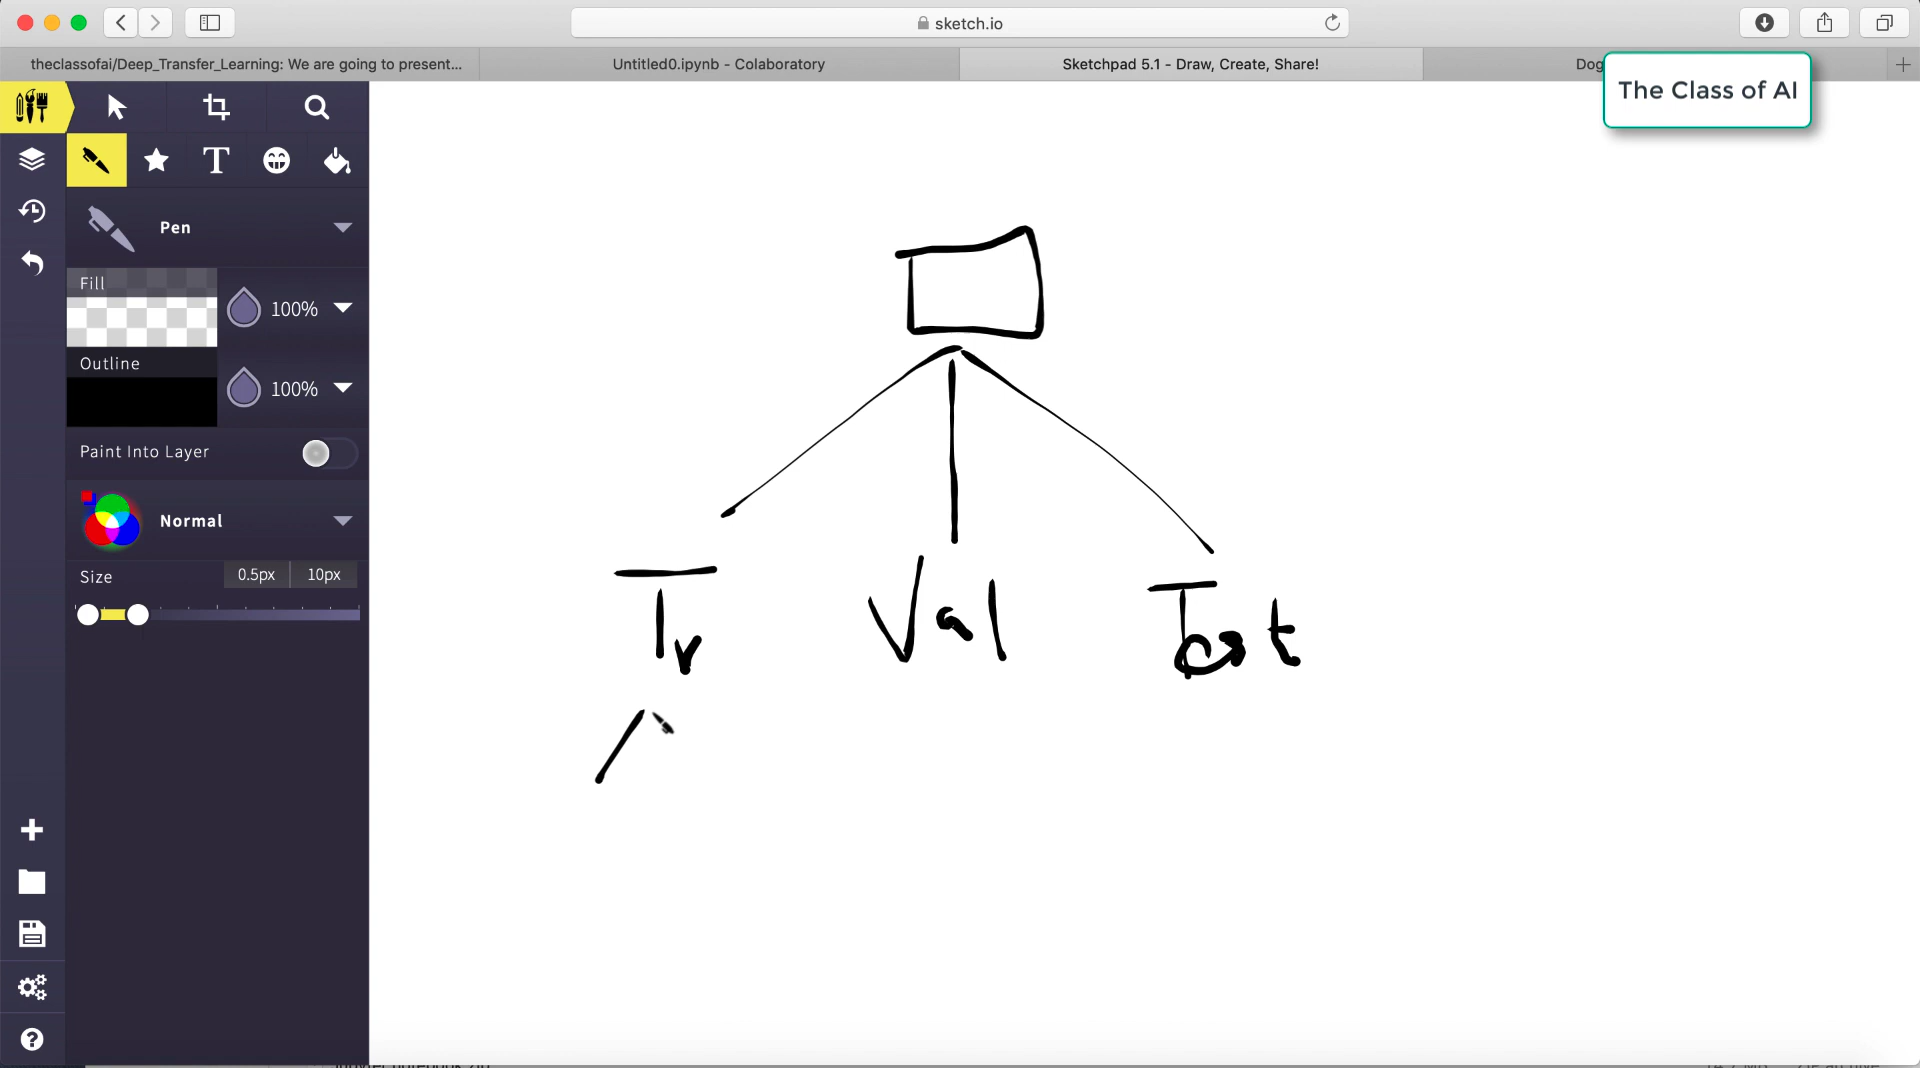 sketch.io
theclassofai/Deep_Transfer_Learning: We are going to present...
Untitled0.ipynb - Colaboratory
Sketchpad 5.1 - Draw, Create, Share!
Dog
The Class of AI
T
Pen
Fill
100%
Outline
100%
Paint Into Layer
Normal
Size
0.5px
10px
Tr
Val
Test
?